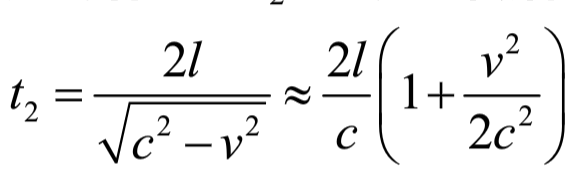 t₂ = 2l / √(c² − v²) ≈ 2l / c (1 + v² / 2c²)